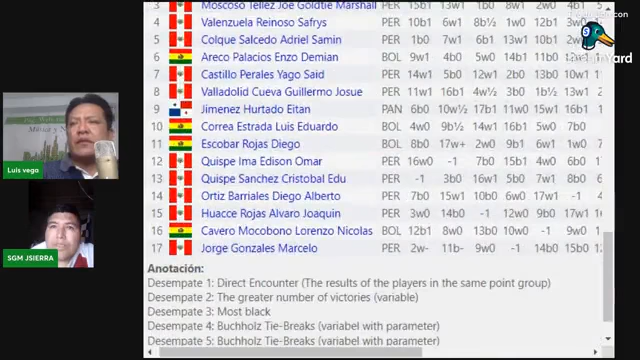 3 Moscoso Tellez Joe Goldtie Marshall PER 15b1 13w1 1b0 8w1 2w0 4b1
4 Valenzuela Reinoso Safrys PER 10b1 6w1 8b½ 1w0 12b1 3w0
5 Colque Salcedo Adriel Samin PER 1b0 7w1 6b1 13w1 10b1
6 Areco Palacios Enzo Demian BOL 9w1 4b0 5w0 14b1 11b0
7 Castillo Perales Yago Said PER 14w1 5b0 12w1 2b0 13b0 10w1
8 Valladolid Cueva Guillermo Josue PER 11w1 16b1 4w½ 3b0 1b½
9 Jimenez Hurtado Eitan PAN 6b0 10w½ 17b1 11w0 15w1 16b1
10 Correa Estrada Luis Eduardo BOL 4w0 9b½ 14w1 16b1 5w0 7b0
11 Escobar Rojas Diego BOL 8b0 17w+ 2w0 9b1 6w1 1w0
12 Quispe Ima Edison Omar PER 16w0 -1 7b0 15b1 4w0 6b0
13 Quispe Sanchez Cristobal Edu PER -1 3b0 16w1 5b0 7w1 8b0
14 Ortiz Barriales Diego Alberto PER 7b0 15w1 10b0 6w0 17w1 -1
15 Huacce Rojas Alvaro Joaquin PER 3w0 14b0 -1 12w0 9b0 17w1
16 Cavero Mocobono Lorenzo Nicolas BOL 12b1 8w0 13b0 10w0 -1 9w0
17 Jorge Gonzales Marcelo PER 2w- 11b- 9w0 -1 14b0 15b0
Anotación:
Desempate 1: Direct Encounter (The results of the players in the same point group)
Desempate 2: The greater number of victories (variable)
Desempate 3: Most black
Desempate 4: Buchholz Tie-Breaks (variabel with parameter)
Desempate 5: Buchholz Tie-Breaks (variabel with parameter)
Luis vega
SGM JSIERRA